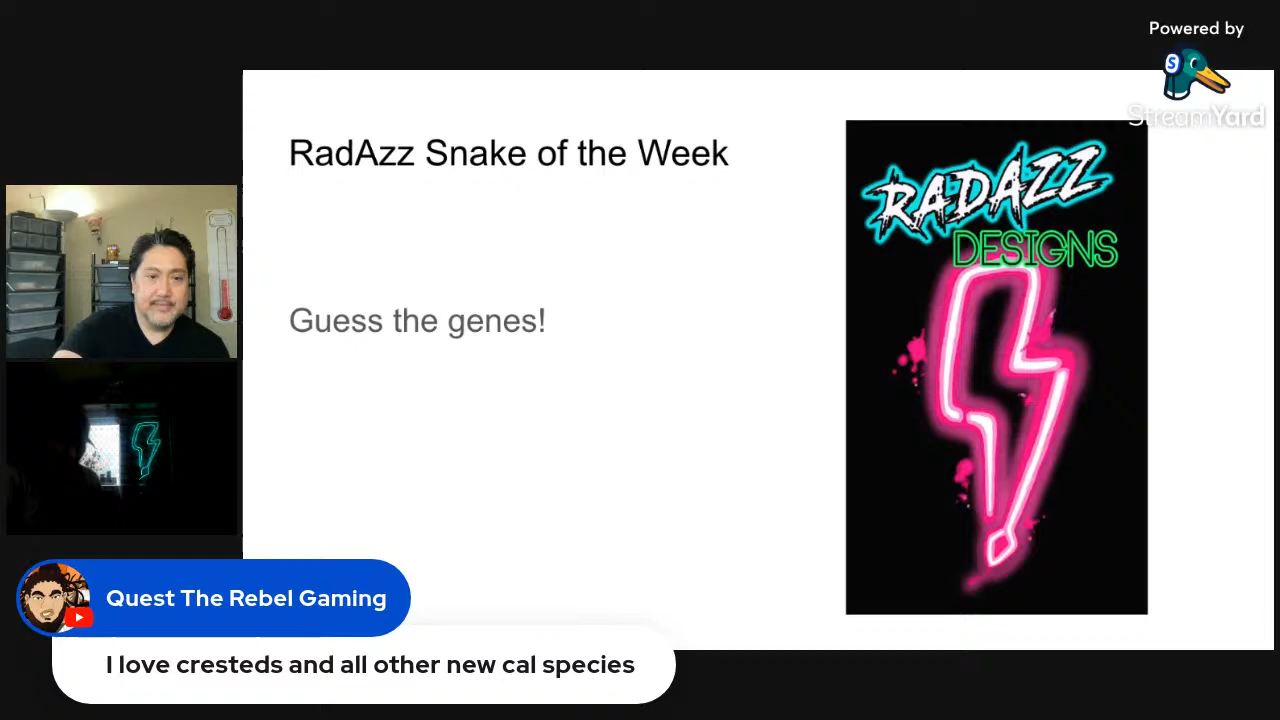 Powered by
StreamYard
RadAzz Snake of the Week
RADAZZ
DESIGNS
Guess the genes!
Quest The Rebel Gaming
I love cresteds and all other new cal species